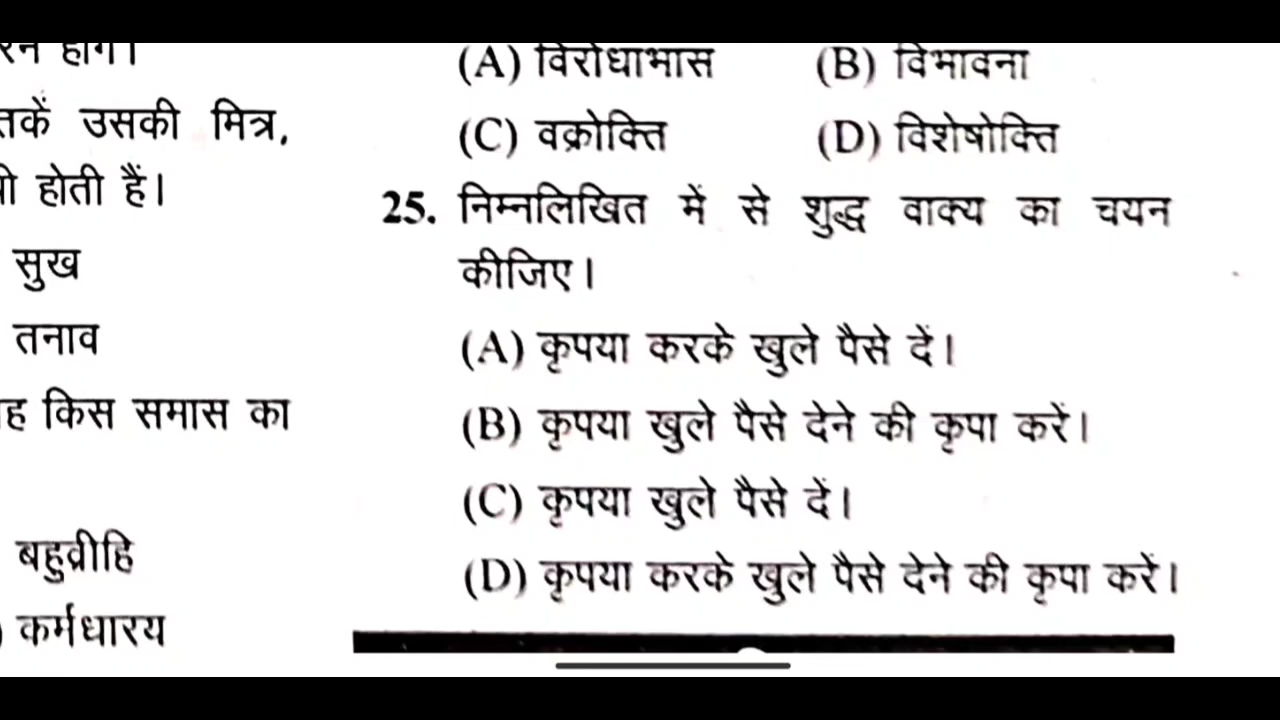 तकें उसकी मित्र,
होती हैं।
सुख
तनाव
किस समास का
बहुव्रीहि
कर्मधारय
(A) विरोधाभास (B) विभावना
(C) वक्रोक्ति (D) विशेषोक्ति
25. निम्नलिखित में से शुद्ध वाक्य का चयन
कीजिए।
(A) कृपया करके खुले पैसे दें।
(B) कृपया खुले पैसे देने की कृपा करें।
(C) कृपया खुले पैसे दें।
(D) कृपया करके खुले पैसे देने की कृपा करें।